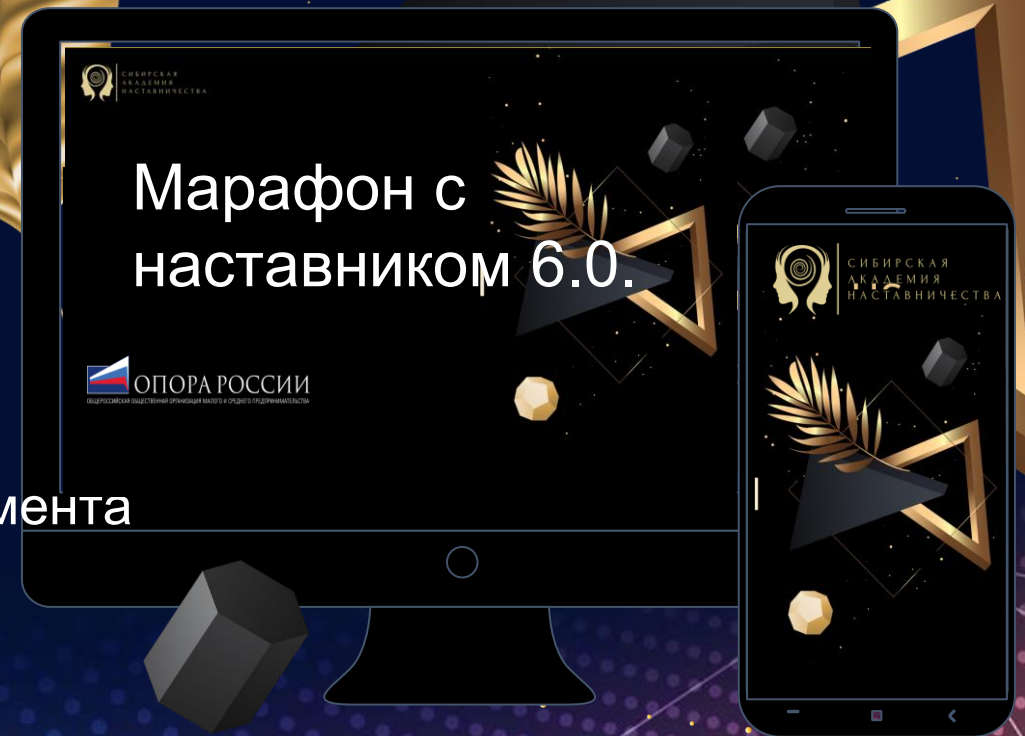 СИБИРСКАЯ
АКАДЕМИЯ
НАСТАВНИЧЕСТВА
Марафон с
наставником 6.0.
ОПОРА РОССИИ
ОБЩЕРОССИЙСКАЯ ОБЩЕСТВЕННАЯ ОРГАНИЗАЦИЯ МАЛОГО И СРЕДНЕГО ПРЕДПРИНИМАТЕЛЬСТВА
мента
СИБИРСКАЯ
АКАДЕМИЯ
НАСТАВНИЧЕСТВА